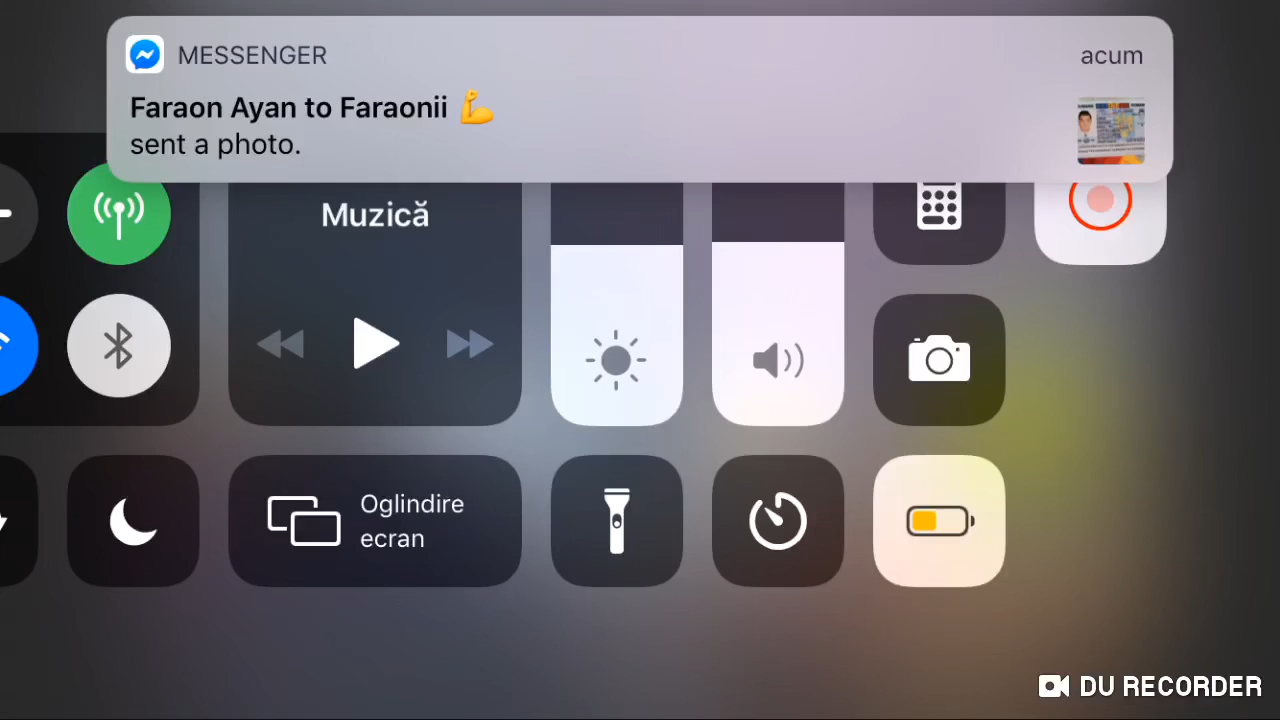 MESSENGER
acum
Faraon Ayan to Faraonii 💪
sent a photo.
Muzică
Oglindire
ecran
DU RECORDER